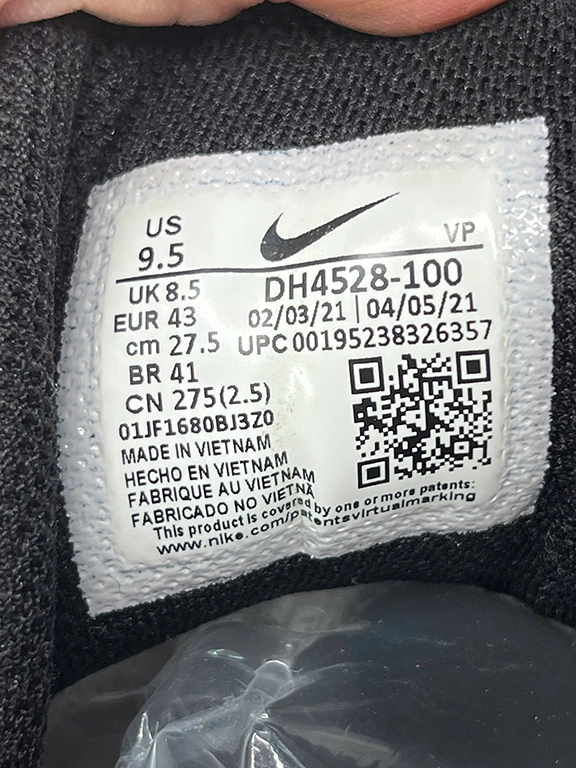 US
9.5
VP
UK 8.5
DH4528-100
EUR 43
02/03/21 | 04/05/21
cm 27.5
UPC 00195238326357
BR 41
CN 275(2.5)
01JF1680BJ3Z0
MADE IN VIETNAM
HECHO EN VIETNAM
FABRIQUE AU VIETNAM
FABRICADO NO VIETNÃ
This product is covered by one or more patents:
www.nike.com/patentsvirtualmarking